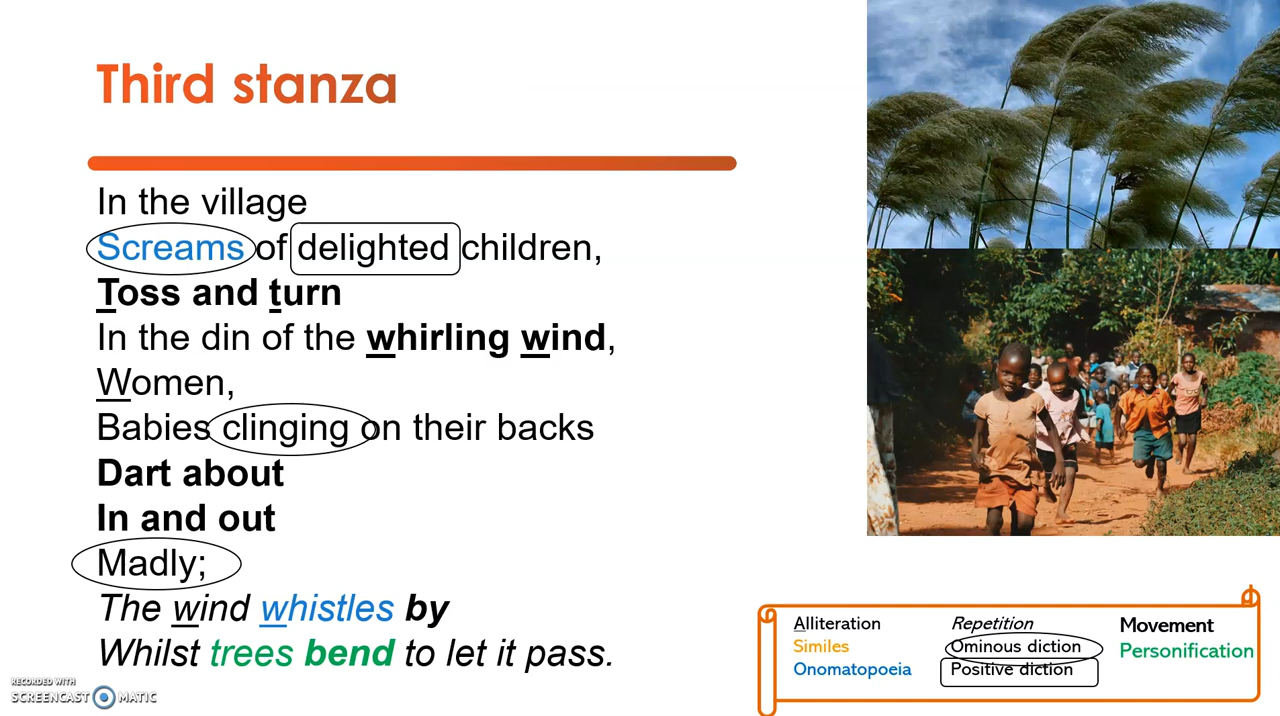 Third stanza
In the village
Screams of delighted children,
Toss and turn
In the din of the whirling wind,
Women,
Babies clinging on their backs
Dart about
In and out
Madly;
The wind whistles by
Whilst trees bend to let it pass.
Alliteration
Similes
Onomatopoeia
Repetition
Ominous diction
Positive diction
Movement
Personification
RECORDED WITH
SCREENCAST MATIC